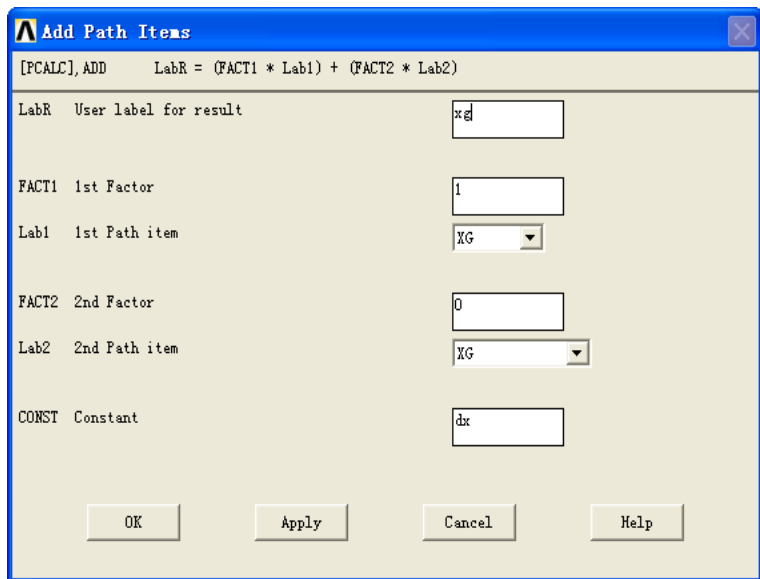 Add Path Items
[PCALC],ADD LabR = (FACT1 * Lab1) + (FACT2 * Lab2)
LabR User label for result xg
FACT1 1st Factor 1
Lab1 1st Path item XG
FACT2 2nd Factor 0
Lab2 2nd Path item XG
CONST Constant dx
OK Apply Cancel Help